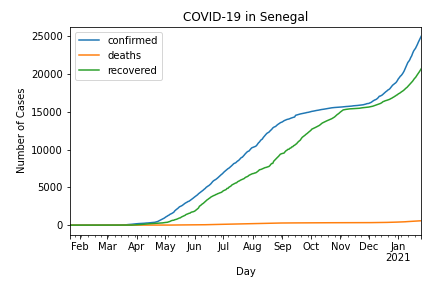 COVID-19 in Senegal
confirmed
deaths
recovered
Number of Cases
25000
20000
15000
10000
5000
0
Feb Mar Apr May Jun Jul Aug Sep Oct Nov Dec Jan
2021
Day